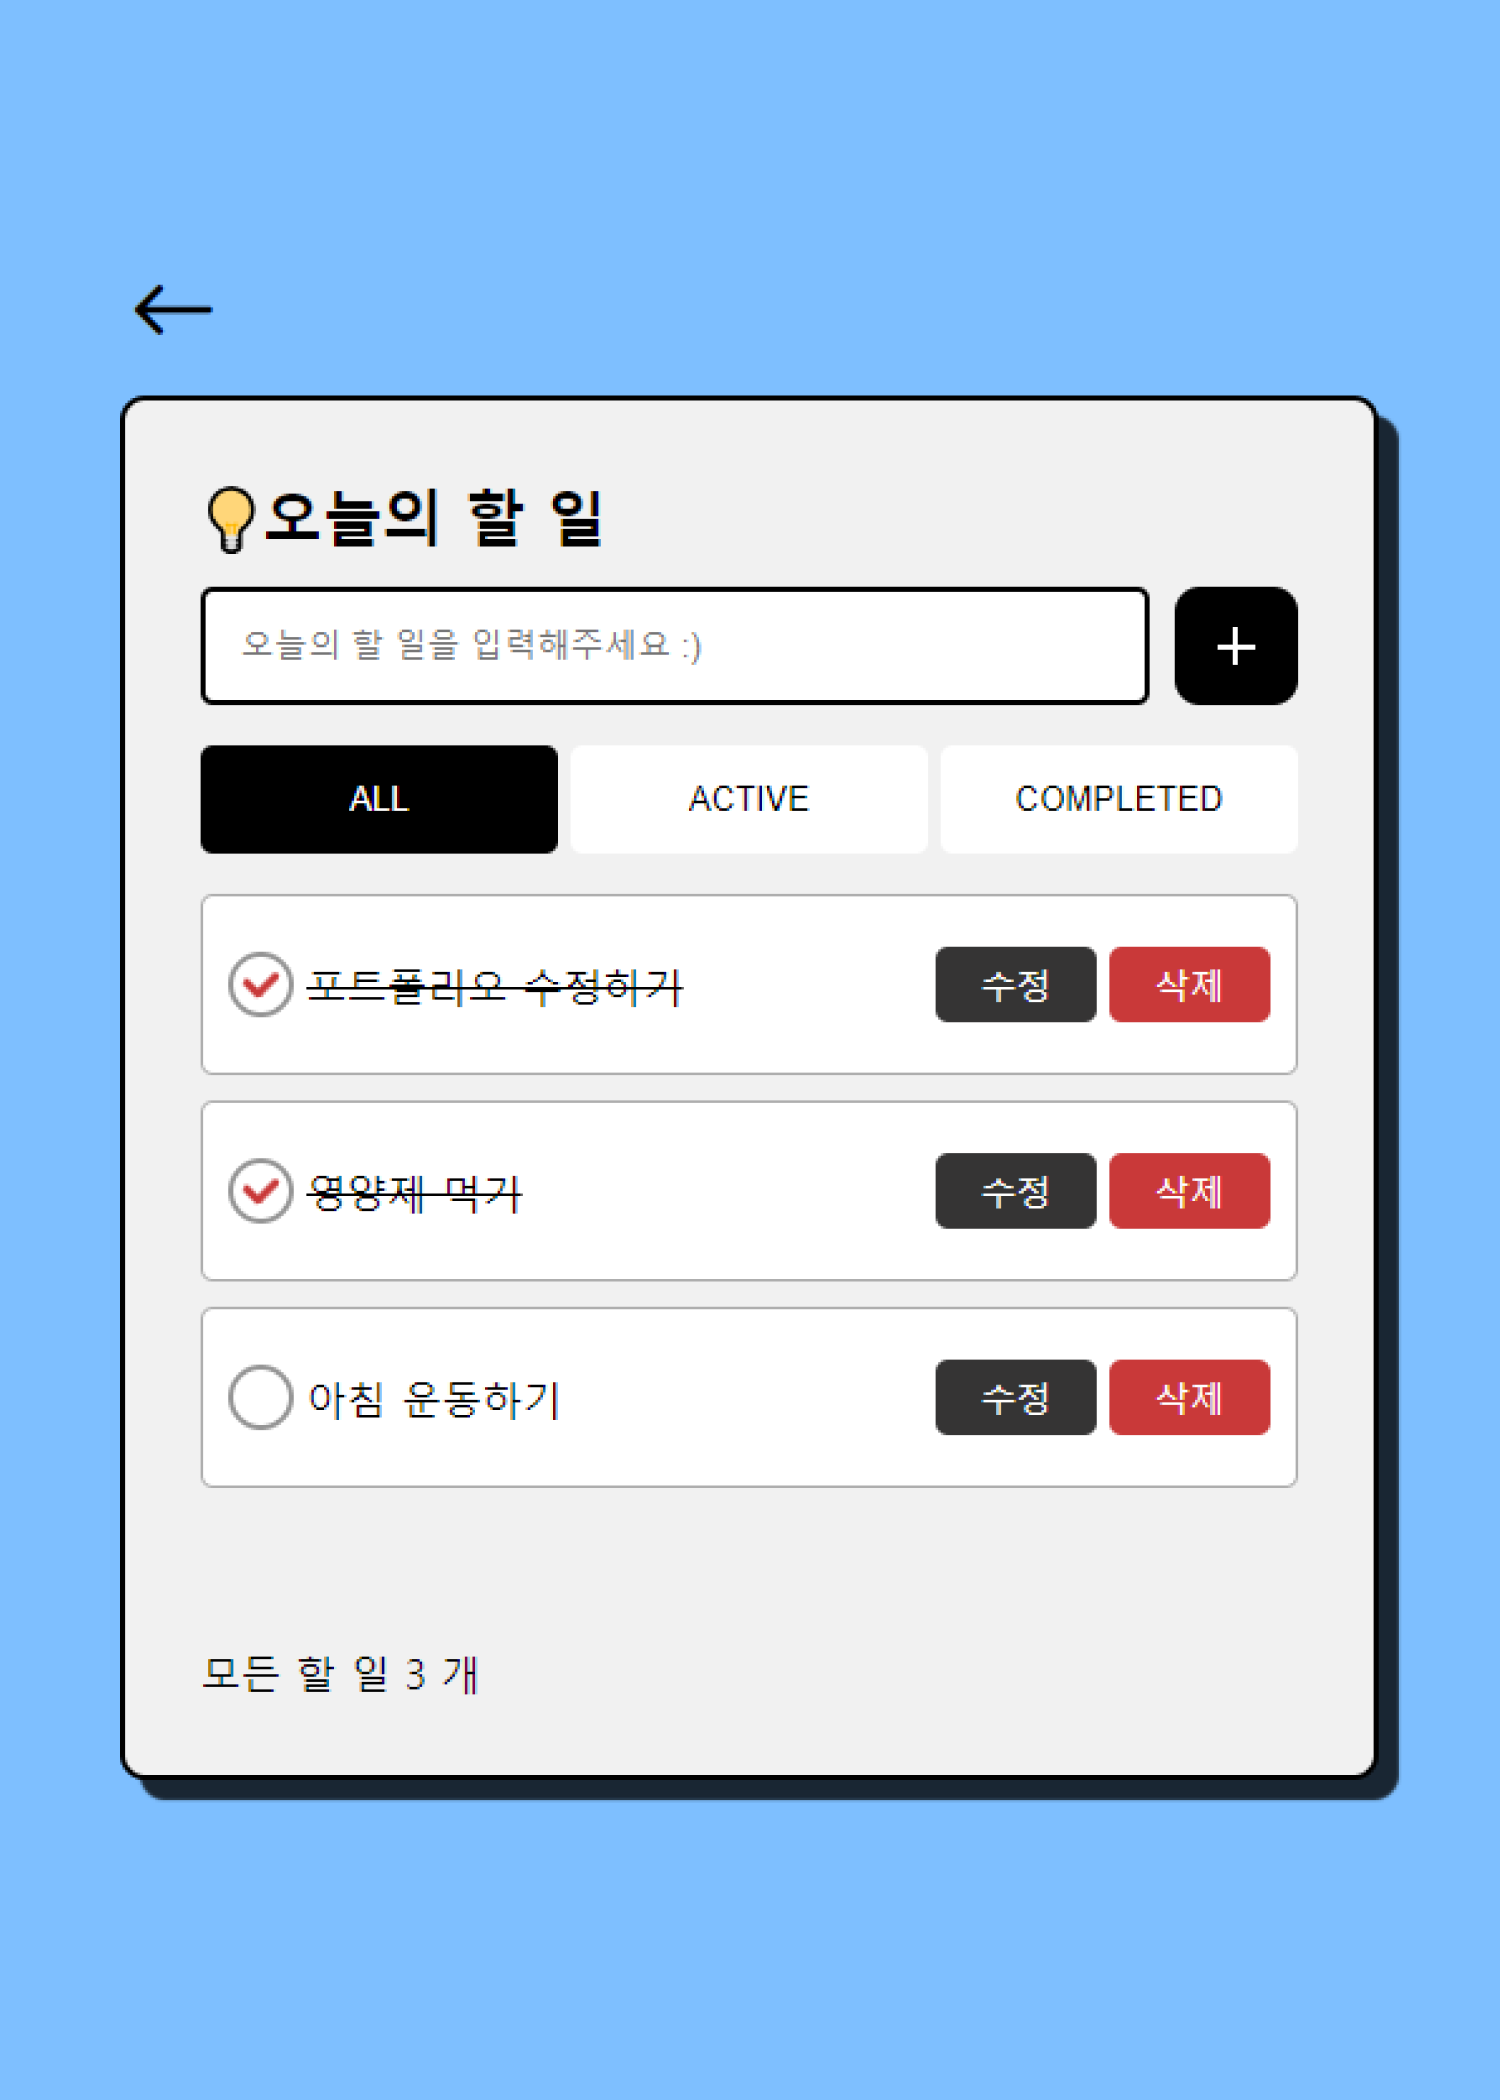 오늘의 할 일
오늘의 할 일을 입력해주세요 :)
ALL ACTIVE COMPLETED
포트폴리오 수정하기 수정 삭제
영양제 먹기 수정 삭제
아침 운동하기 수정 삭제
모든 할 일 3 개